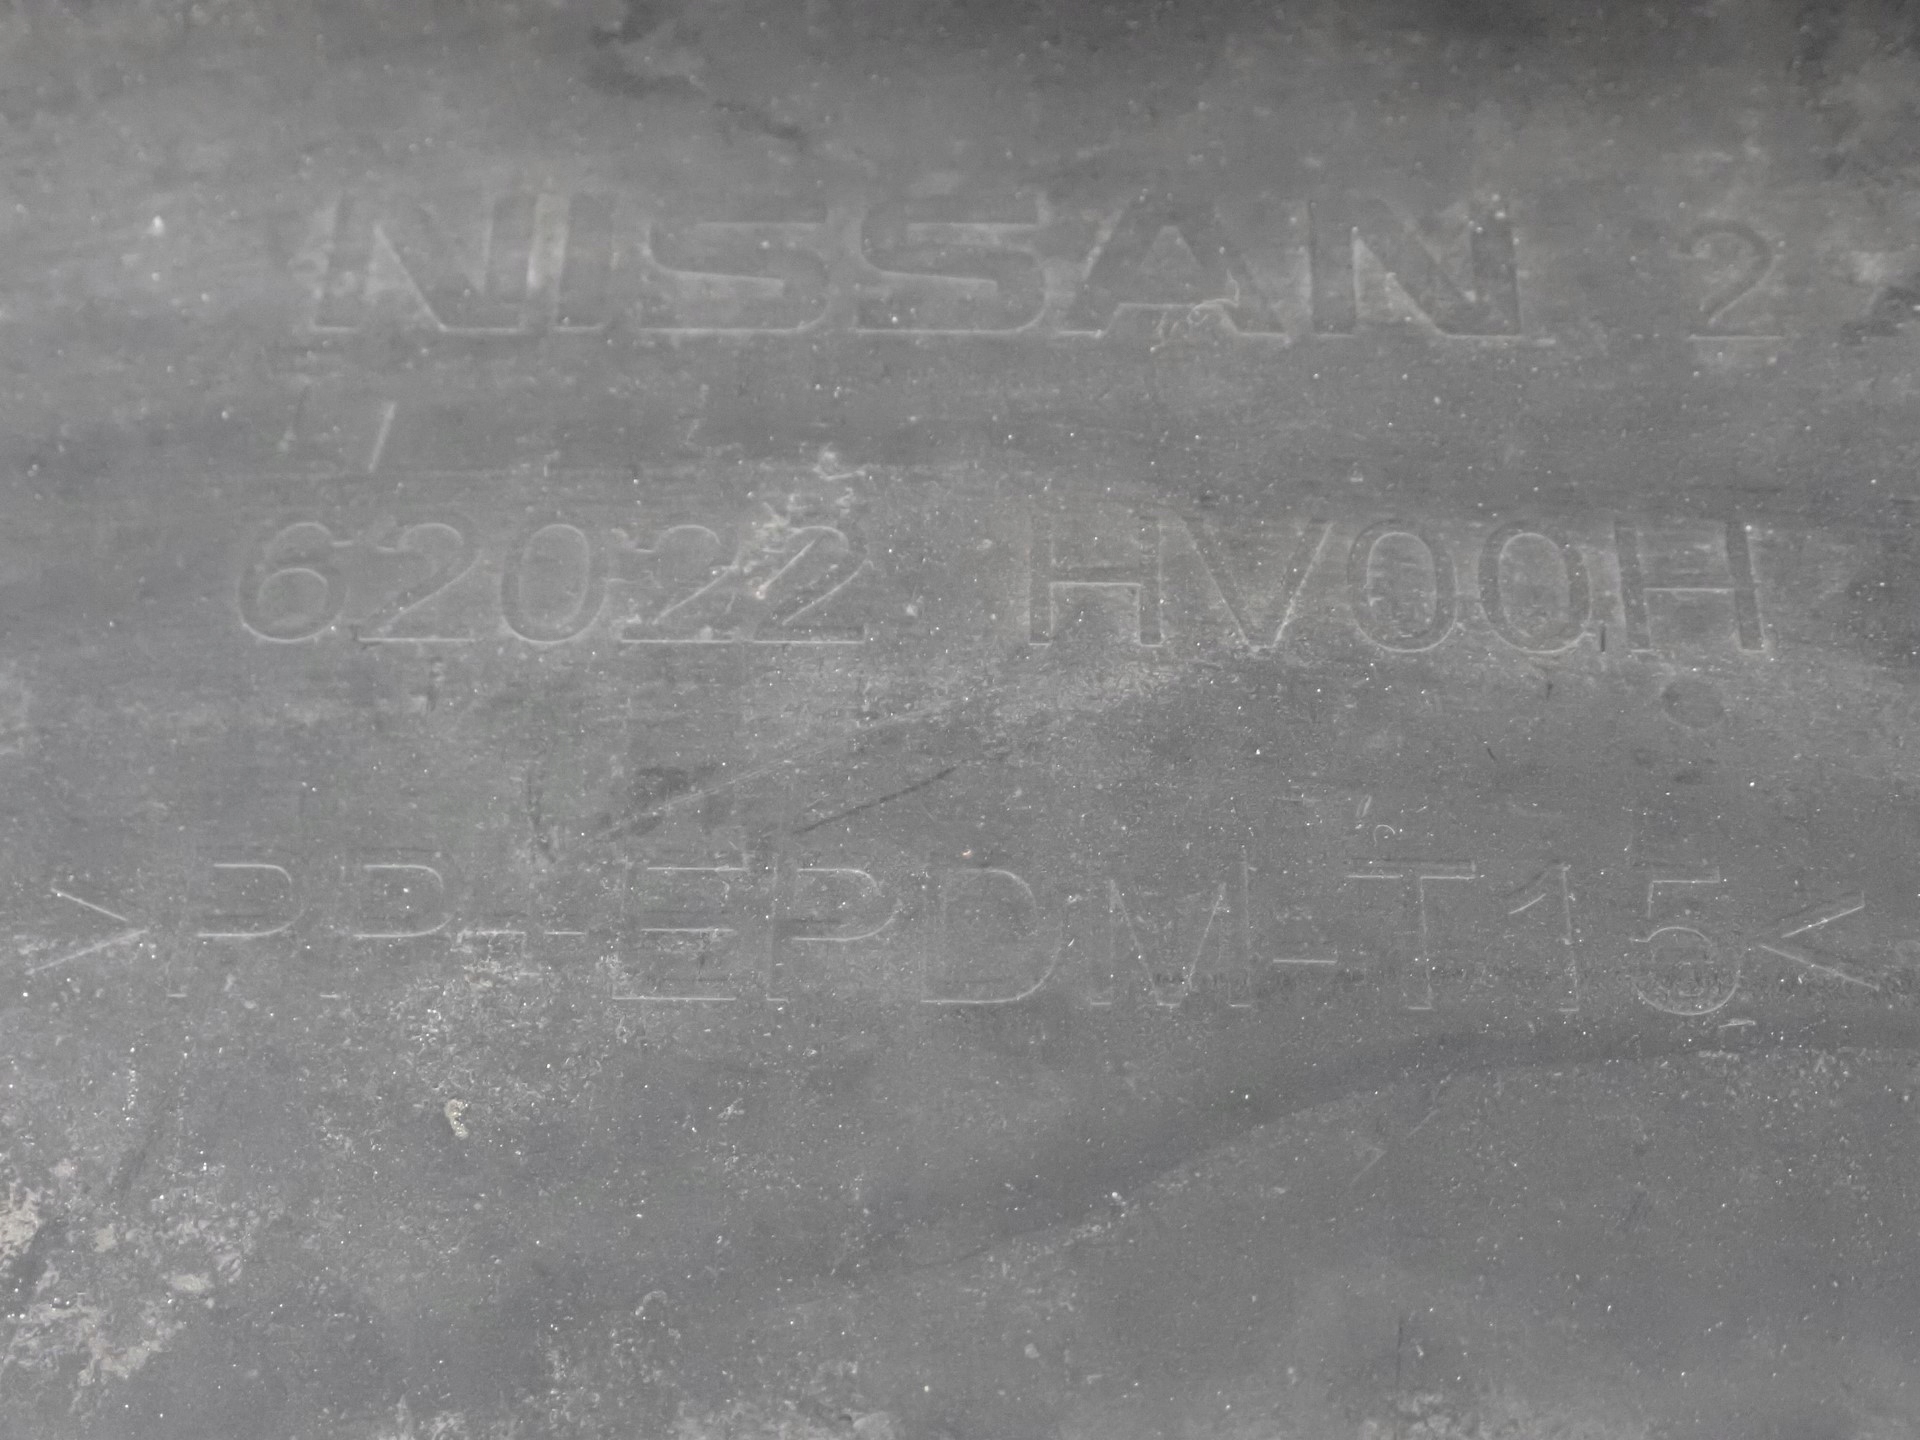 NISSAN 2
62022 HV00H
>PP-EPDM-T15<